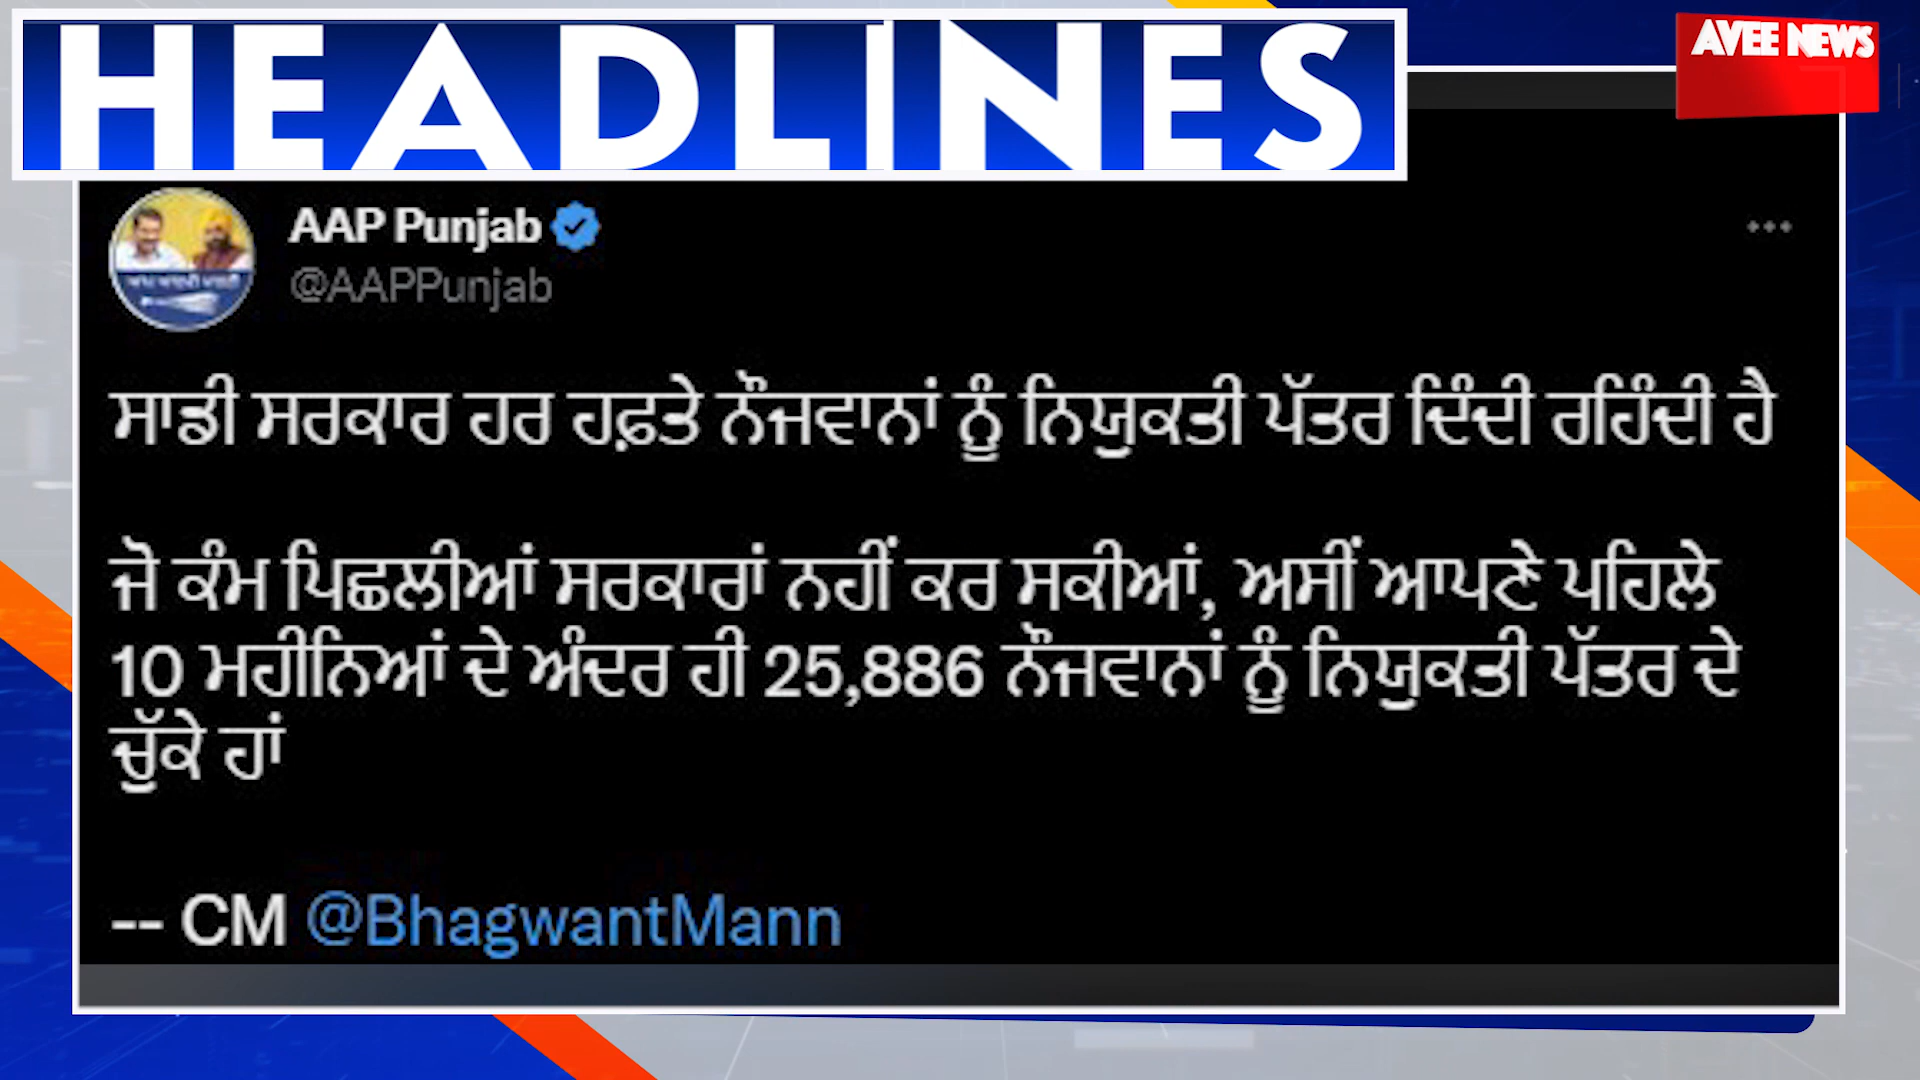 HEADLINES
AVEE NEWS
AAP Punjab
@AAPPunjab
ਸਾਡੀ ਸਰਕਾਰ ਹਰ ਹਫ਼ਤੇ ਨੌਜਵਾਨਾਂ ਨੂੰ ਨਿਯੁਕਤੀ ਪੱਤਰ ਦਿੰਦੀ ਰਹਿੰਦੀ ਹੈ
ਜੋ ਕੰਮ ਪਿਛਲੀਆਂ ਸਰਕਾਰਾਂ ਨਹੀਂ ਕਰ ਸਕੀਆਂ, ਅਸੀਂ ਆਪਣੇ ਪਹਿਲੇ
10 ਮਹੀਨਿਆਂ ਦੇ ਅੰਦਰ ਹੀ 25,886 ਨੌਜਵਾਨਾਂ ਨੂੰ ਨਿਯੁਕਤੀ ਪੱਤਰ ਦੇ
ਚੁੱਕੇ ਹਾਂ
-- CM @BhagwantMann